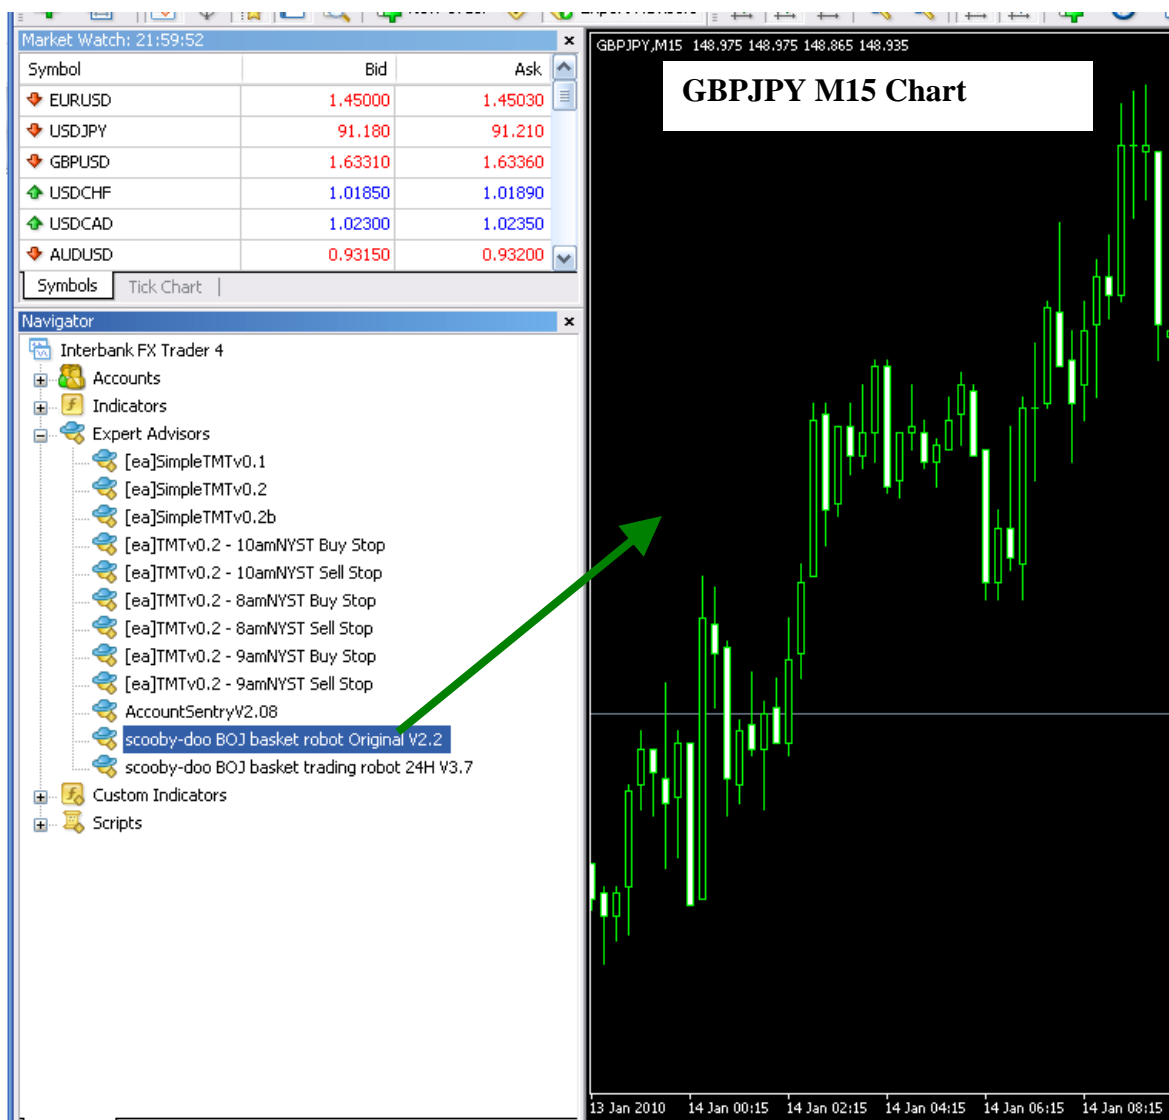 Market Watch: 21:59:52
Symbol Bid Ask
EURUSD 1.45000 1.45030
USDJPY 91.180 91.210
GBPUSD 1.63310 1.63360
USDCHF 1.01850 1.01890
USDCAD 1.02300 1.02350
AUDUSD 0.93150 0.93200
Symbols Tick Chart
Navigator
Interbank FX Trader 4
Accounts
Indicators
Expert Advisors
[ea]SimpleTMTv0.1
[ea]SimpleTMTv0.2
[ea]SimpleTMTv0.2b
[ea]TMTv0.2 - 10amNYST Buy Stop
[ea]TMTv0.2 - 10amNYST Sell Stop
[ea]TMTv0.2 - 8amNYST Buy Stop
[ea]TMTv0.2 - 8amNYST Sell Stop
[ea]TMTv0.2 - 9amNYST Buy Stop
[ea]TMTv0.2 - 9amNYST Sell Stop
AccountSentryV2.08
scooby-doo BOJ basket robot Original V2.2
scooby-doo BOJ basket trading robot 24H V3.7
Custom Indicators
Scripts
GBPJPY,M15 148.975 148.975 148.865 148.935
GBPJPY M15 Chart
13 Jan 2010 14 Jan 00:15 14 Jan 02:15 14 Jan 04:15 14 Jan 06:15 14 Jan 08:15